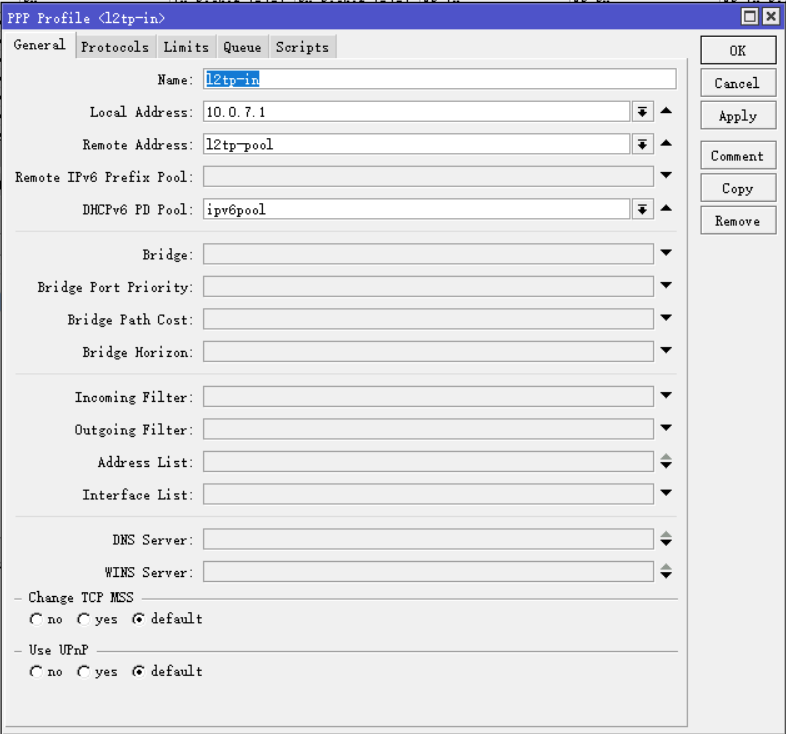 PPP Profile <l2tp-in>
General Protocols Limits Queue Scripts
OK
Cancel
Apply
Comment
Copy
Remove
Name: l2tp-in
Local Address: 10.0.7.1
Remote Address: l2tp-pool
Remote IPv6 Prefix Pool:
DHCPv6 PD Pool: ipv6pool
Bridge:
Bridge Port Priority:
Bridge Path Cost:
Bridge Horizon:
Incoming Filter:
Outgoing Filter:
Address List:
Interface List:
DNS Server:
WINS Server:
Change TCP MSS
no yes default
Use UPnP
no yes default